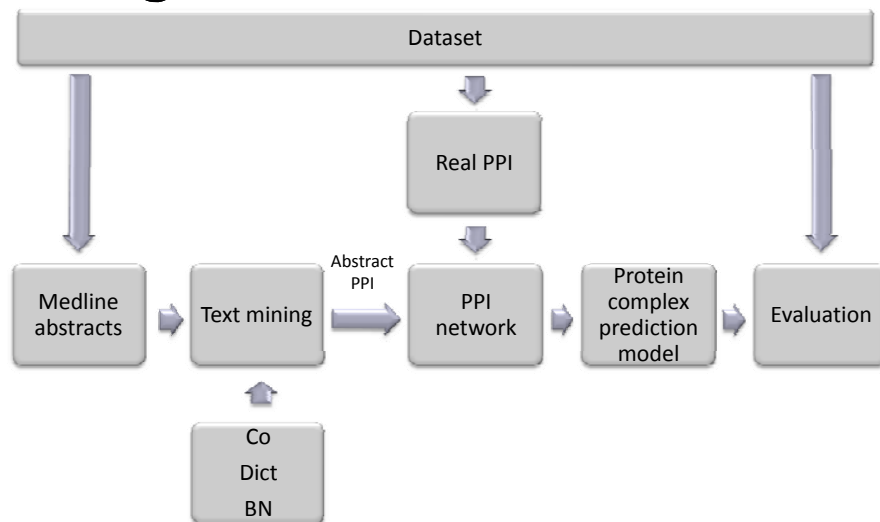 Dataset
Real PPI
Medline
abstracts
Text mining
Abstract
PPI
PPI
network
Protein
complex
prediction
model
Evaluation
Co
Dict
BN